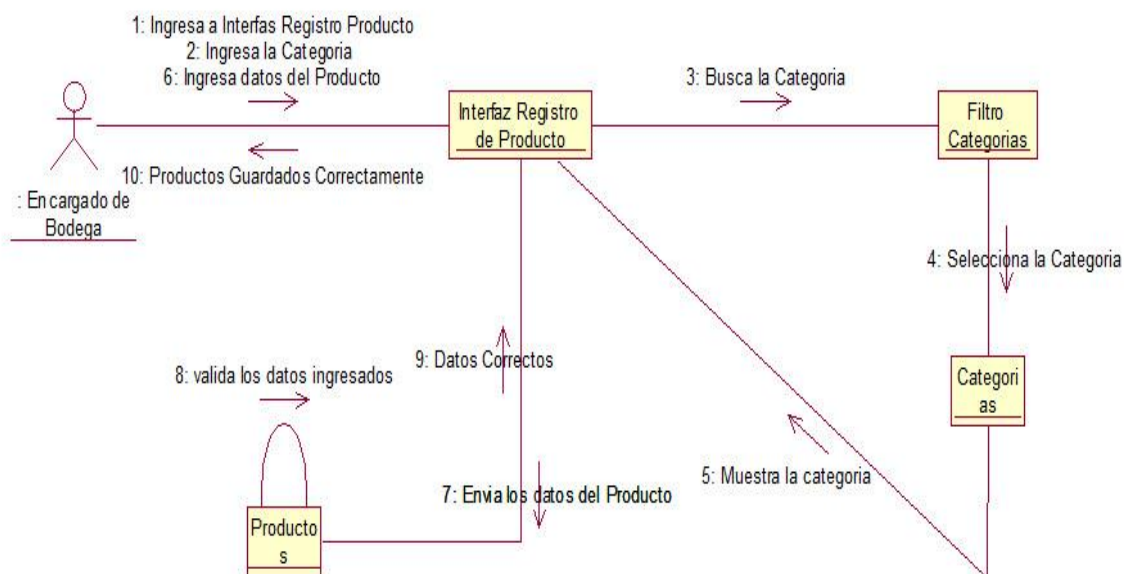 1: Ingresa a Interfas Registro Producto
2: Ingresa la Categoria
6: Ingresa datos del Producto
3: Busca la Categoria
Interfaz Registro
de Producto
Filtro
Categorias
10: Productos Guardados Correctamente
: Encargado de
Bodega
4: Selecciona la Categoria
9: Datos Correctos
8: valida los datos ingresados
Categori
as
5: Muestra la categoria
7: Envia los datos del Producto
Producto
s